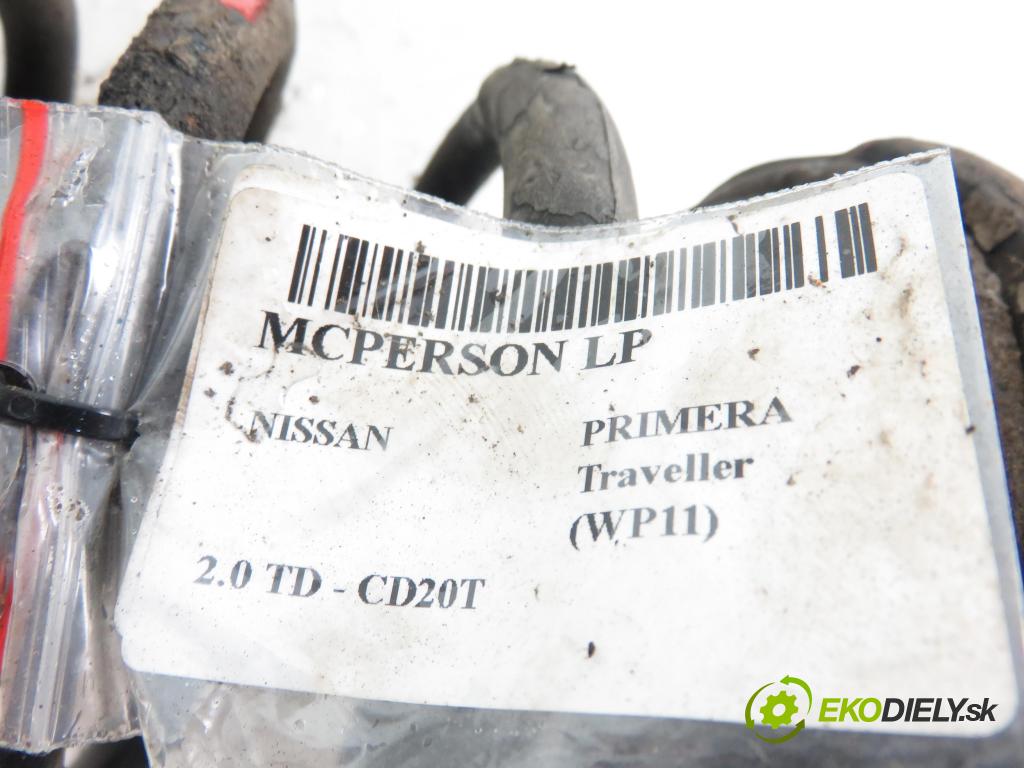 MCPERSON LP
NISSAN
PRIMERA
Traveller
(WP11)
2.0 TD - CD20T
EKODIELY.sk